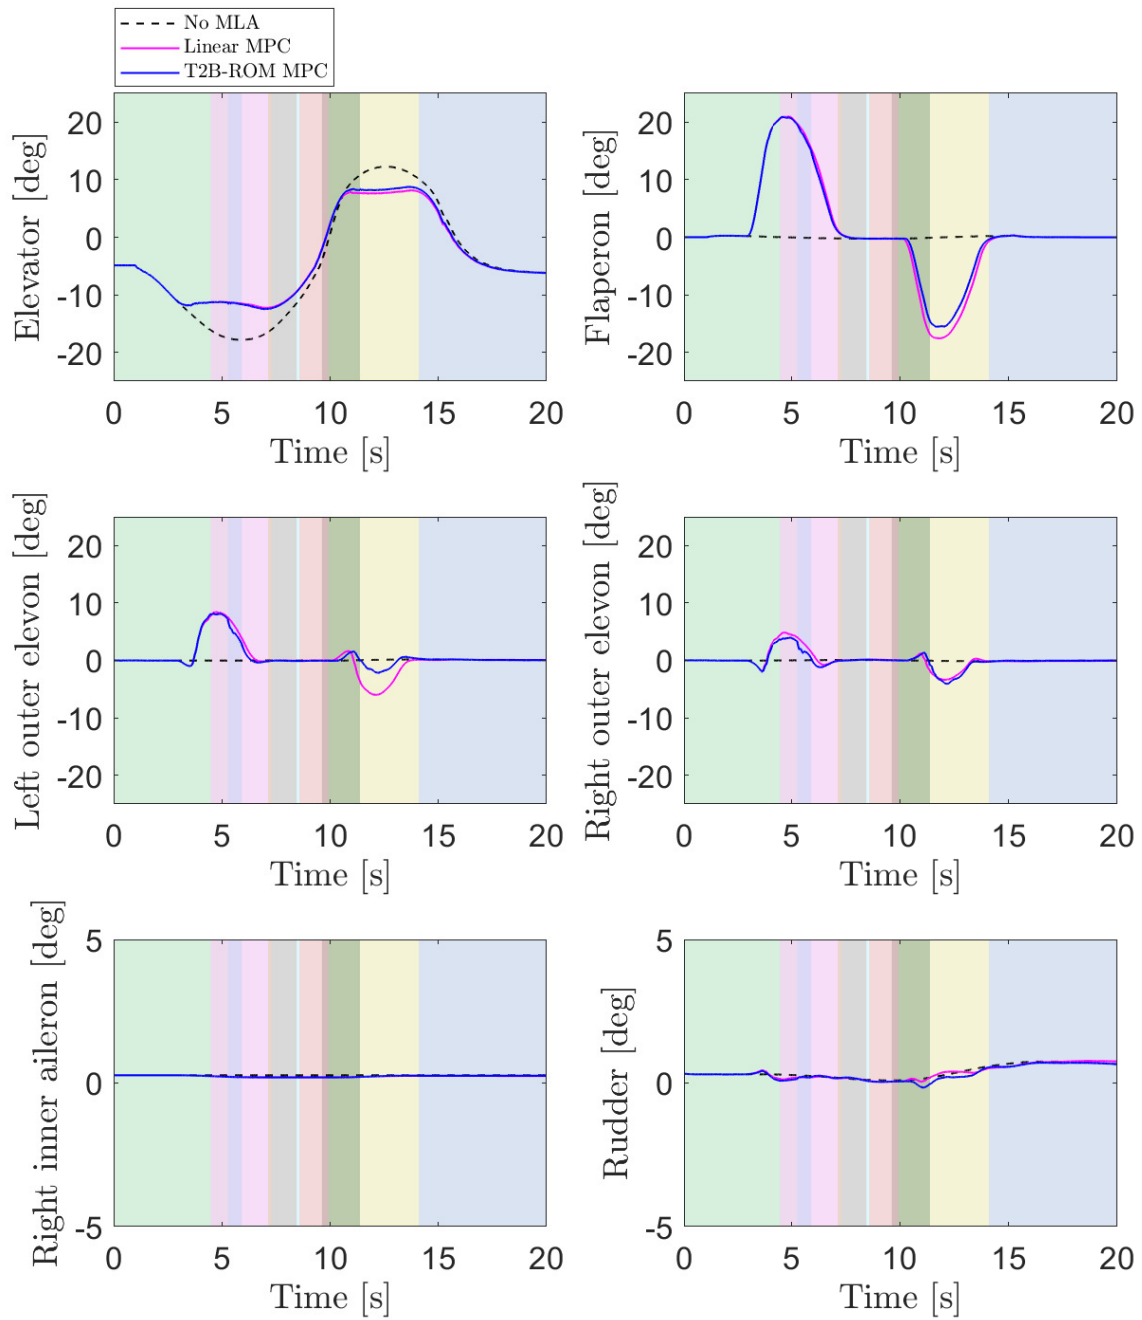 No MLA
Linear MPC
T2B-ROM MPC
Elevator [deg]
20
10
0
-10
-20
0 5 10 15 20
Time [s]
Flaperon [deg]
20
10
0
-10
-20
0 5 10 15 20
Time [s]
Left outer elevon [deg]
20
10
0
-10
-20
0 5 10 15 20
Time [s]
Right outer elevon [deg]
20
10
0
-10
-20
0 5 10 15 20
Time [s]
Right inner aileron [deg]
5
0
-5
0 5 10 15 20
Time [s]
Rudder [deg]
5
0
-5
0 5 10 15 20
Time [s]